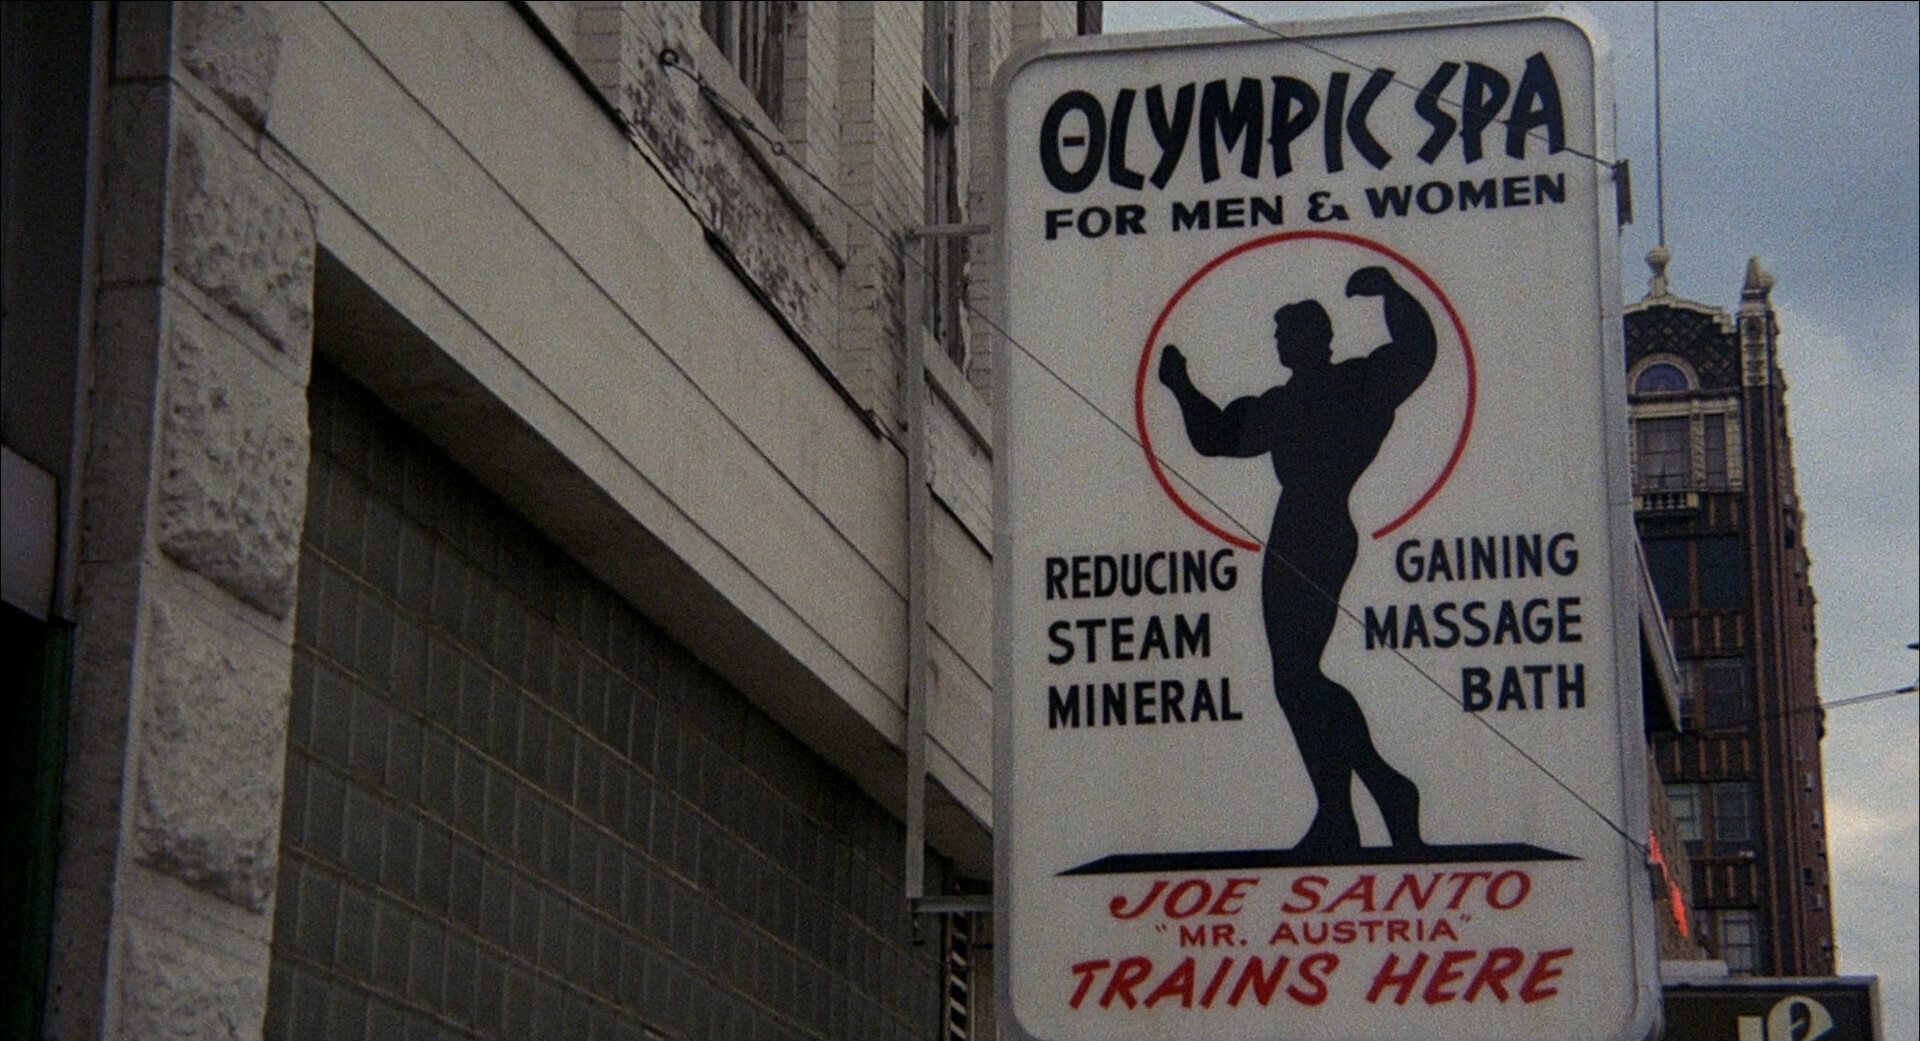 OLYMPIC SPA
FOR MEN & WOMEN
REDUCING GAINING
STEAM MASSAGE
MINERAL BATH
JOE SANTO
"MR. AUSTRIA"
TRAINS HERE